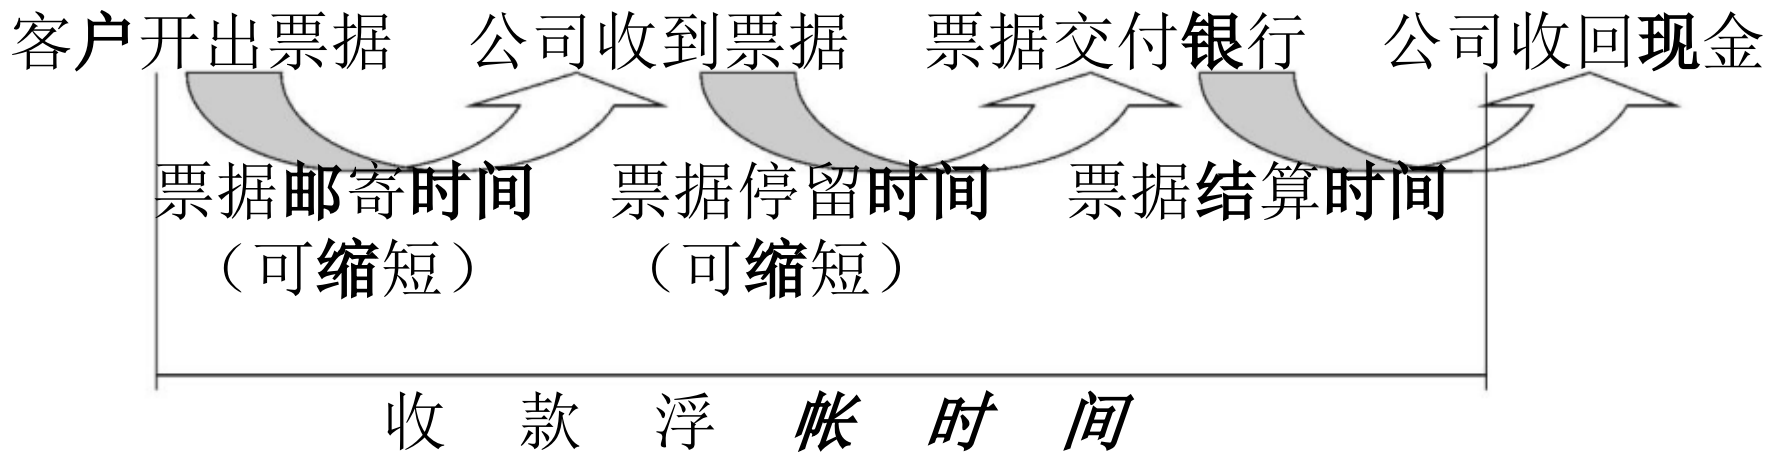 客户开出票据 公司收到票据 票据交付银行 公司收回现金
票据邮寄时间 票据停留时间 票据结算时间
（可缩短） （可缩短）
收款浮帐时间